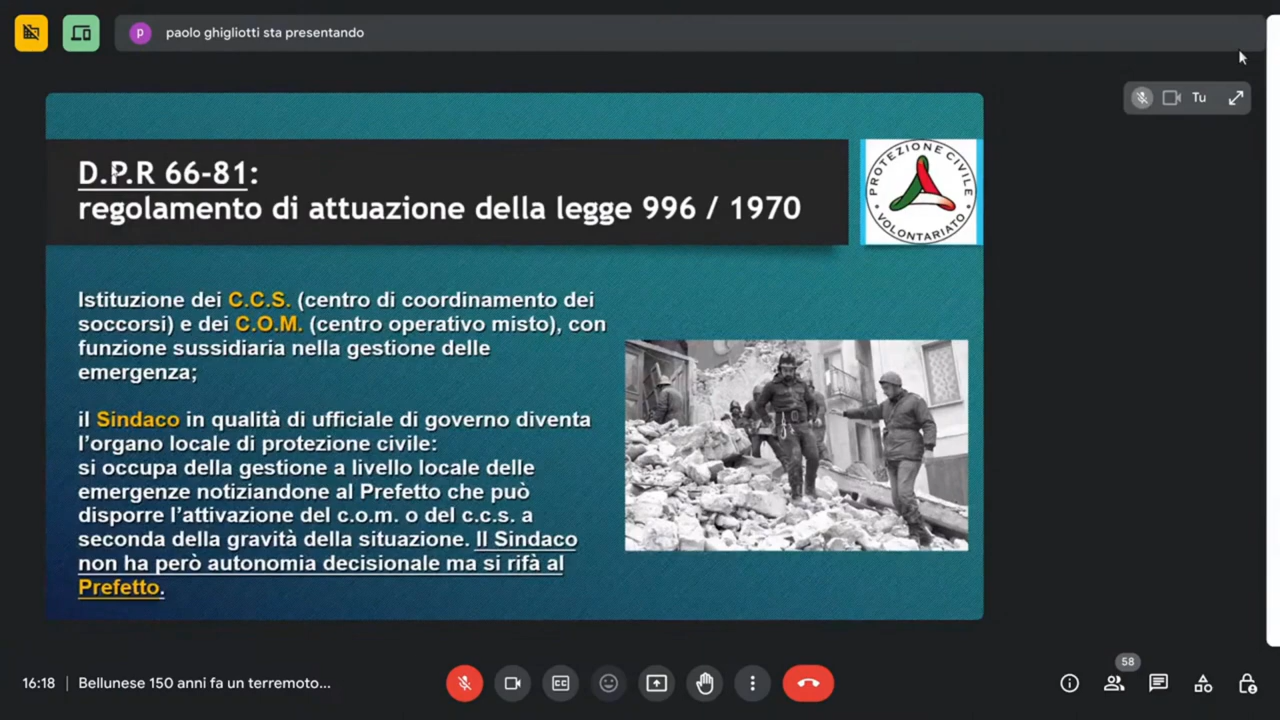 paolo ghigliotti sta presentando
p
Tu
D.P.R 66-81:
regolamento di attuazione della legge 996 / 1970
PROTEZIONE CIVILE
VOLONTARIATO
Istituzione dei C.C.S. (centro di coordinamento dei
soccorsi) e dei C.O.M. (centro operativo misto), con
funzione sussidiaria nella gestione delle
emergenza;
il Sindaco in qualità di ufficiale di governo diventa
l'organo locale di protezione civile:
si occupa della gestione a livello locale delle
emergenze notiziandone al Prefetto che può
disporre l'attivazione del c.o.m. o del c.c.s. a
seconda della gravità della situazione. Il Sindaco
non ha però autonomia decisionale ma si rifà al
Prefetto.
16:18 | Bellunese 150 anni fa un terremoto...
58